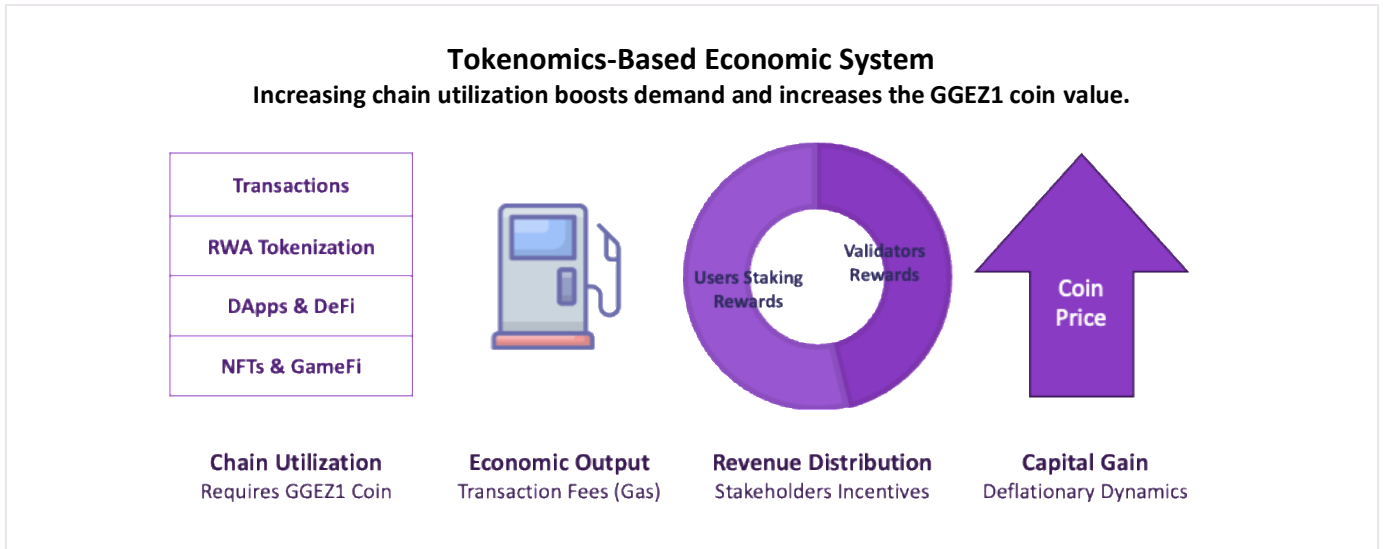 Tokenomics-Based Economic System
Increasing chain utilization boosts demand and increases the GGEZ1 coin value.
Transactions
RWA Tokenization
DApps & DeFi
NFTs & GameFi
Users Staking
Rewards
Validators
Rewards
Coin
Price
Chain Utilization
Requires GGEZ1 Coin
Economic Output
Transaction Fees (Gas)
Revenue Distribution
Stakeholders Incentives
Capital Gain
Deflationary Dynamics